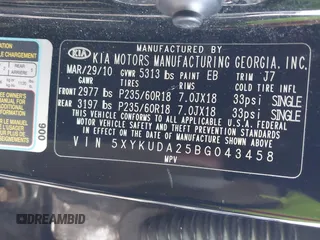 MANUFACTURED BY
KIA KIA MOTORS MANUFACTURING GEORGIA, INC.
MAR/29/10 GVWR 5313 lbs PAINT EB TRIM J7
GAWR TIRES RIMS COLD TIRE INFL
FRONT 2977 lbs P235/60R18 7.0JX18 33psi SINGLE
REAR 3197 lbs P235/60R18 7.0JX18 33psi SINGLE
THIS VEHICLE CONFORMS TO ALL APPLICABLE
FEDERAL MOTOR VEHICLE SAFETY STANDARDS
IN EFFECT ON THE DATE OF MANUFACTURE
SHOWN ABOVE.
VIN 5XYKUDA25BG043458
MPV
CHARGEMENT
900
DREAMBID